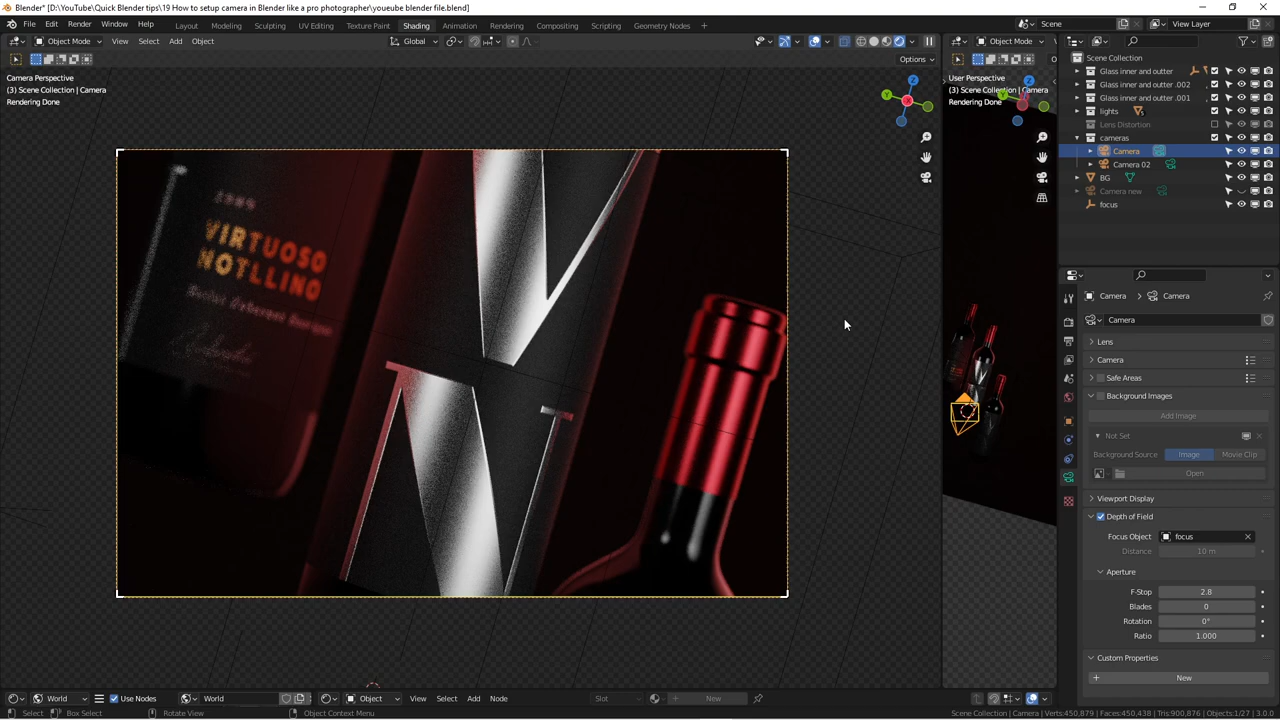 Blender* [D:\YouTube\Quick Blender tips\19 How to setup camera in Blender like a pro photographer\youeube blender file.blend]
File Edit Render Window Help Layout Modeling Sculpting UV Editing Texture Paint Shading Animation Rendering Compositing Scripting Geometry Nodes + Scene View Layer
Object Mode View Select Add Object Global Object Mode
Options
Camera Perspective
(3) Scene Collection | Camera
Rendering Done
X
Y
Z
User Perspective
(3) Scene Collection | Camera
Rendering Done
Scene Collection
Glass inner and outter
Glass inner and outter .002
Glass inner and outter .001
lights
Lens Distortion
cameras
Camera
Camera 02
BG
Camera new
focus
VIRTUOSO
NOTLLINO
Camera > Camera
Camera
Lens
Camera
Safe Areas
Background Images
Add Image
Not Set
Background Source Image Movie Clip
Open
Viewport Display
Depth of Field
Focus Object focus
Distance 10 m
Aperture
F-Stop 2.8
Blades 0
Rotation 0°
Ratio 1.000
Custom Properties
+ New
World Use Nodes World Object View Select Add Node Slot New
Select Box Select Rotate View Object Context Menu Scene Collection | Camera | Verts:450,879 | Faces:450,438 | Tris:900,876 | Objects:1/27 | 3.0.0